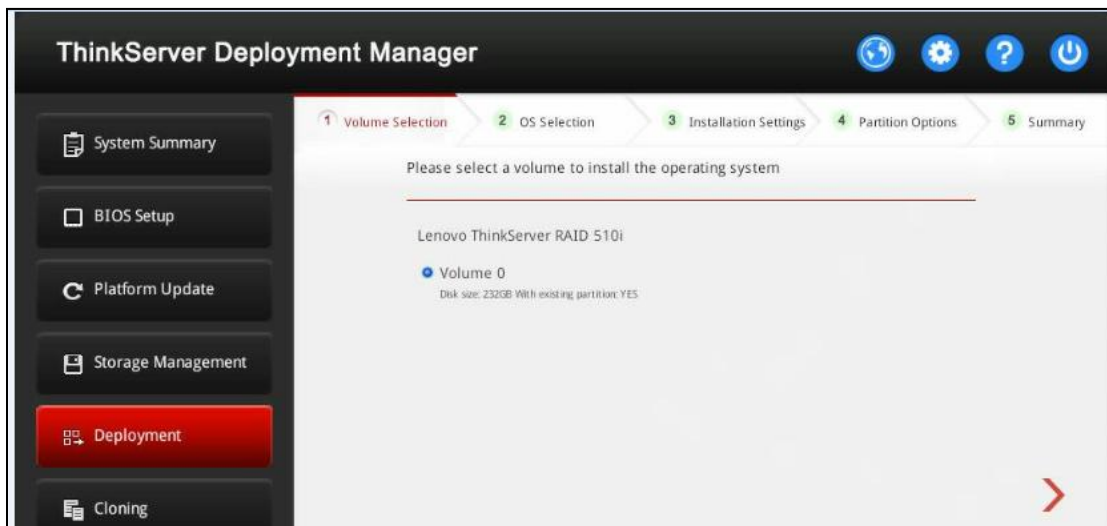 ThinkServer Deployment Manager
System Summary
BIOS Setup
Platform Update
Storage Management
Deployment
Cloning
1 Volume Selection
2 OS Selection
3 Installation Settings
4 Partition Options
5 Summary
Please select a volume to install the operating system
Lenovo ThinkServer RAID 510i
Volume 0
Disk size: 232GB With existing partition: YES